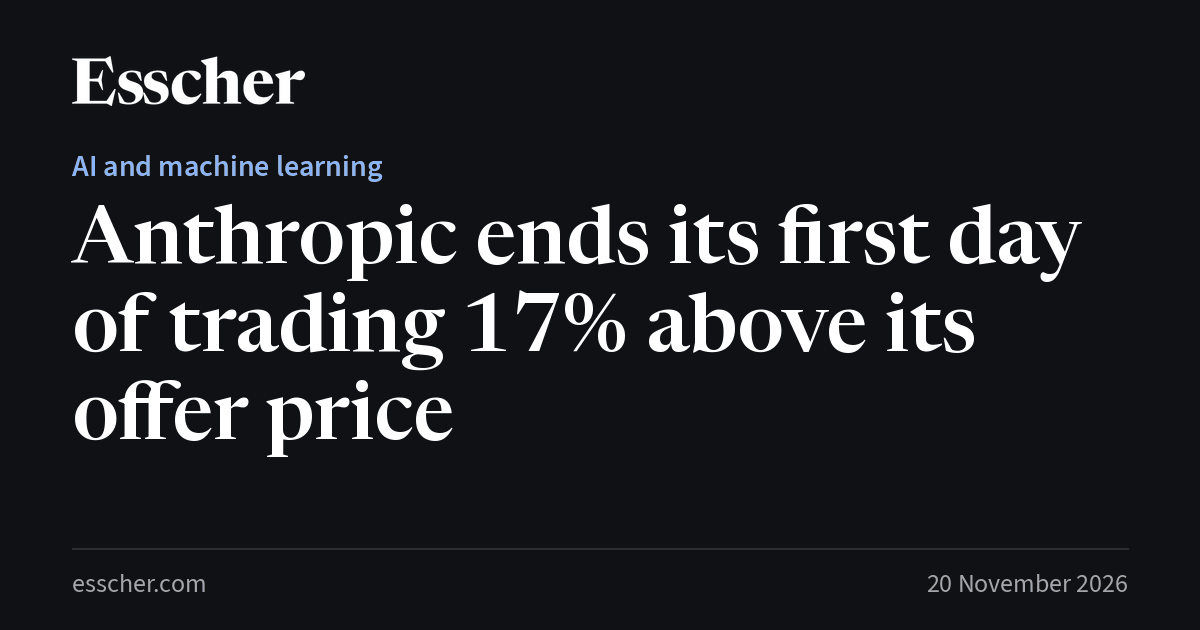 Esscher
AI and machine learning
Anthropic ends its first day
of trading 17% above its
offer price
esscher.com
20 November 2026